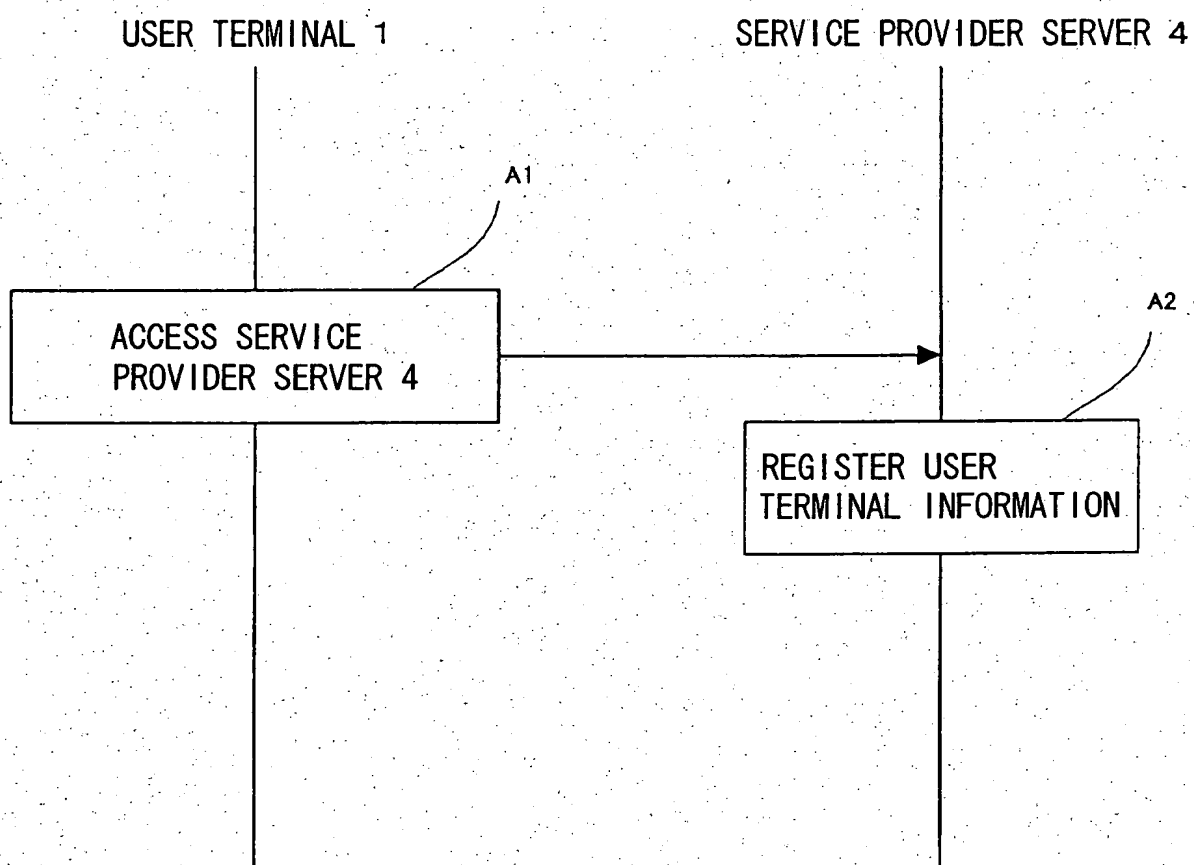 USER TERMINAL 1
SERVICE PROVIDER SERVER 4
A1
ACCESS SERVICE
PROVIDER SERVER 4
A2
REGISTER USER
TERMINAL INFORMATION